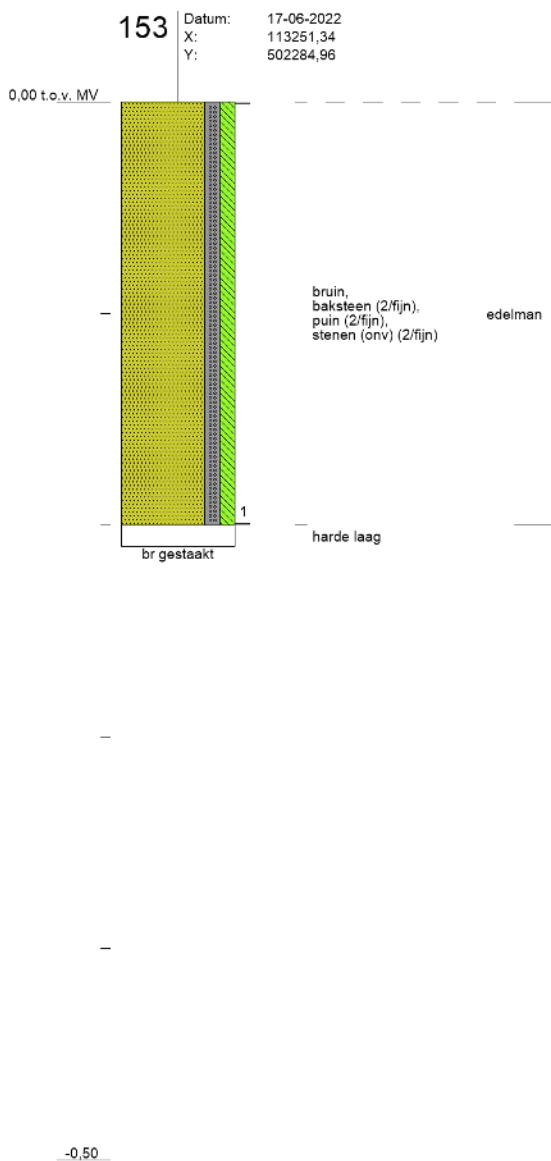 153
Datum: 17-06-2022
X: 113251,34
Y: 502284,96
0,00 t.o.v. MV
bruin,
baksteen (2/fijn),
puin (2/fijn),
stenen (onv) (2/fijn)
edelman
1
harde laag
br gestaakt
-0,50